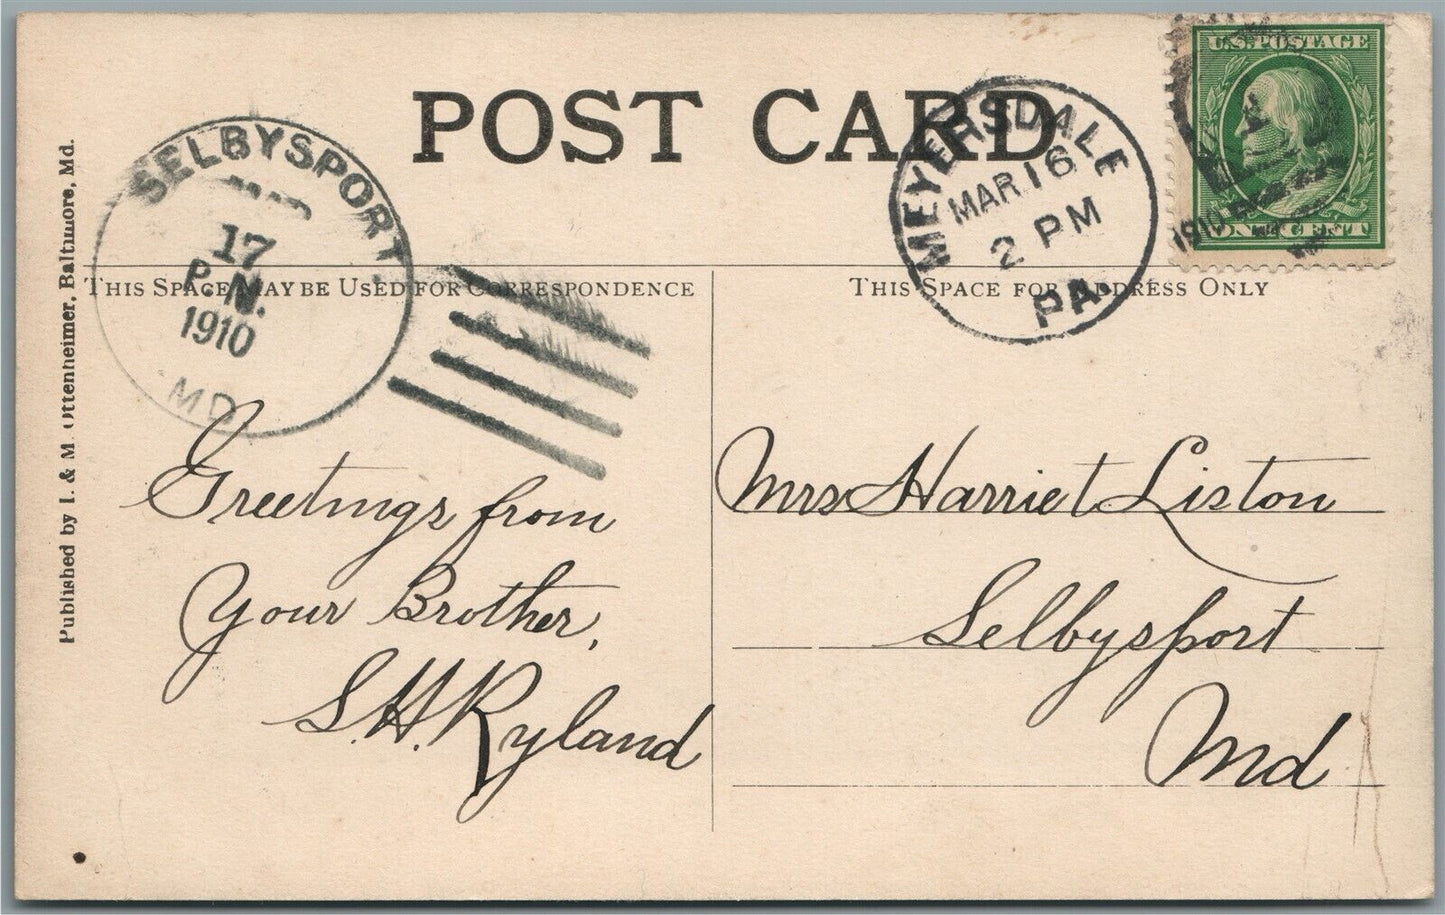 POST CARD
U.S. POSTAGE
ONE CENT
SELBYSPORT.
17
P.M.
1910
MD
MEYERSDALE
MAR 16
2 PM
PA.
1910
THIS SPACE MAY BE USED FOR CORRESPONDENCE
THIS SPACE FOR ADDRESS ONLY
Published by I. & M. Ottenheimer, Baltimore, Md.
Greetings from
Your Brother,
S. H. Ryland
Mrs Harriet Liston
Selbysport
Md